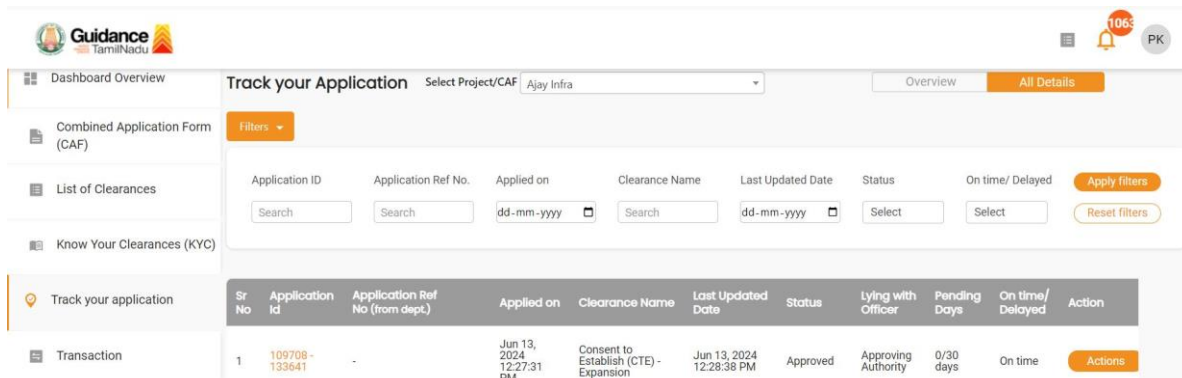 Guidance
TamilNadu
1063
PK
Dashboard Overview
Track your Application Select Project/CAF Ajay Infra Overview All Details
Combined Application Form
(CAF)
Filters
List of Clearances
Application ID Application Ref No. Applied on Clearance Name Last Updated Date Status On time/ Delayed Apply filters
Search Search dd-mm-yyyy Search dd-mm-yyyy Select Select Reset filters
Know Your Clearances (KYC)
Track your application
Sr
No Application
Id Application Ref
No (from dept.) Applied on Clearance Name Last Updated
Date Status Lying with
Officer Pending
Days On time/
Delayed Action
Transaction
1 109708 -
133641 - Jun 13,
2024
12:27:31
PM Consent to
Establish (CTE) -
Expansion Jun 13, 2024
12:28:38 PM Approved Approving
Authority 0/30
days On time Actions